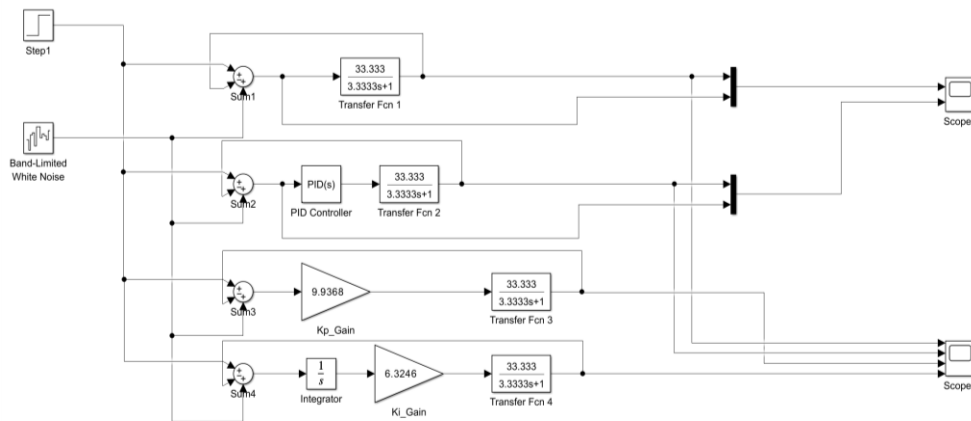 Step1
Sum1
33.333
3.3333s+1
Transfer Fcn 1
Scope
Band-Limited
White Noise
Sum2
PID(s)
PID Controller
33.333
3.3333s+1
Transfer Fcn 2
Sum3
9.9368
Kp_Gain
33.333
3.3333s+1
Transfer Fcn 3
Sum4
1
s
Integrator
6.3246
Ki_Gain
33.333
3.3333s+1
Transfer Fcn 4
Scope